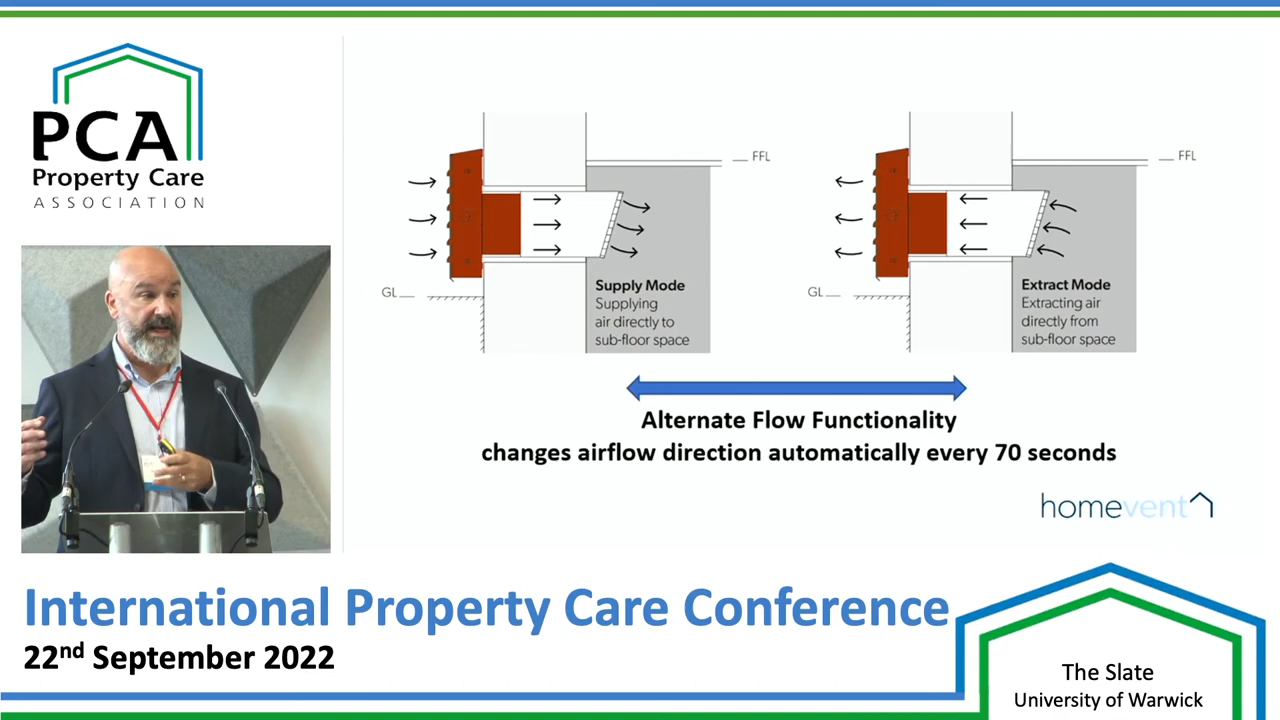 PCA
Property Care
ASSOCIATION
FFL
GL
Supply Mode
Supplying
air directly to
sub-floor space
FFL
GL
Extract Mode
Extracting air
directly from
sub-floor space
Alternate Flow Functionality
changes airflow direction automatically every 70 seconds
homevent
International Property Care Conference
22nd September 2022
The Slate
University of Warwick